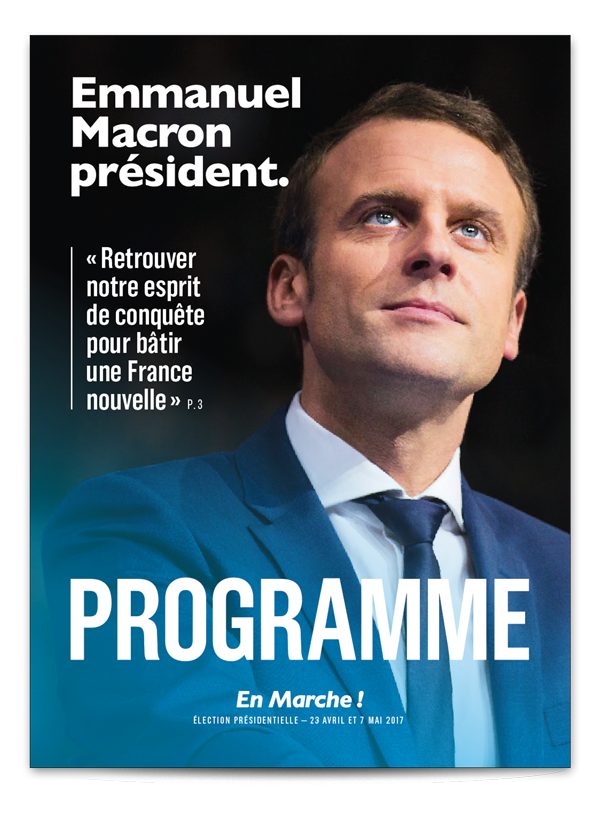 Emmanuel
Macron
président.
« Retrouver
notre esprit
de conquête
pour bâtir
une France
nouvelle » P. 3
PROGRAMME
En Marche !
ÉLECTION PRÉSIDENTIELLE – 23 AVRIL ET 7 MAI 2017